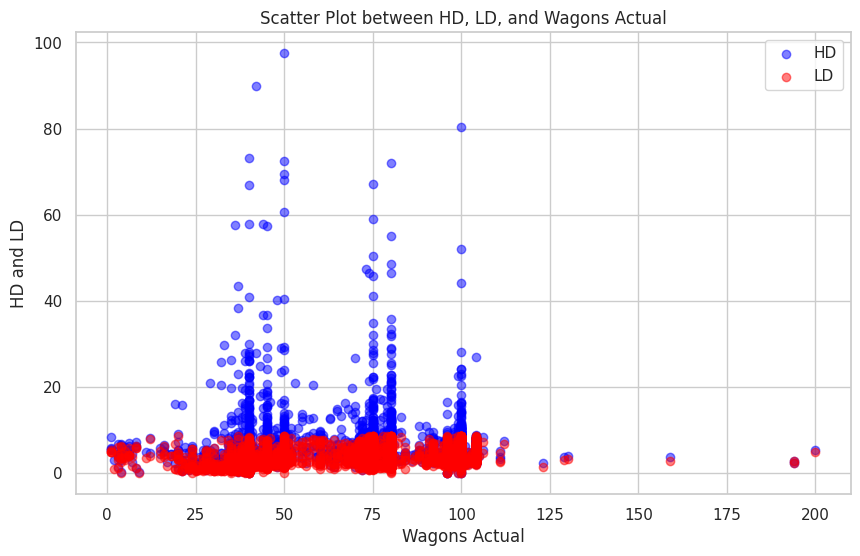 Scatter Plot between HD, LD, and Wagons Actual
HD
LD
100
80
60
40
20
0
HD and LD
0 25 50 75 100 125 150 175 200
Wagons Actual